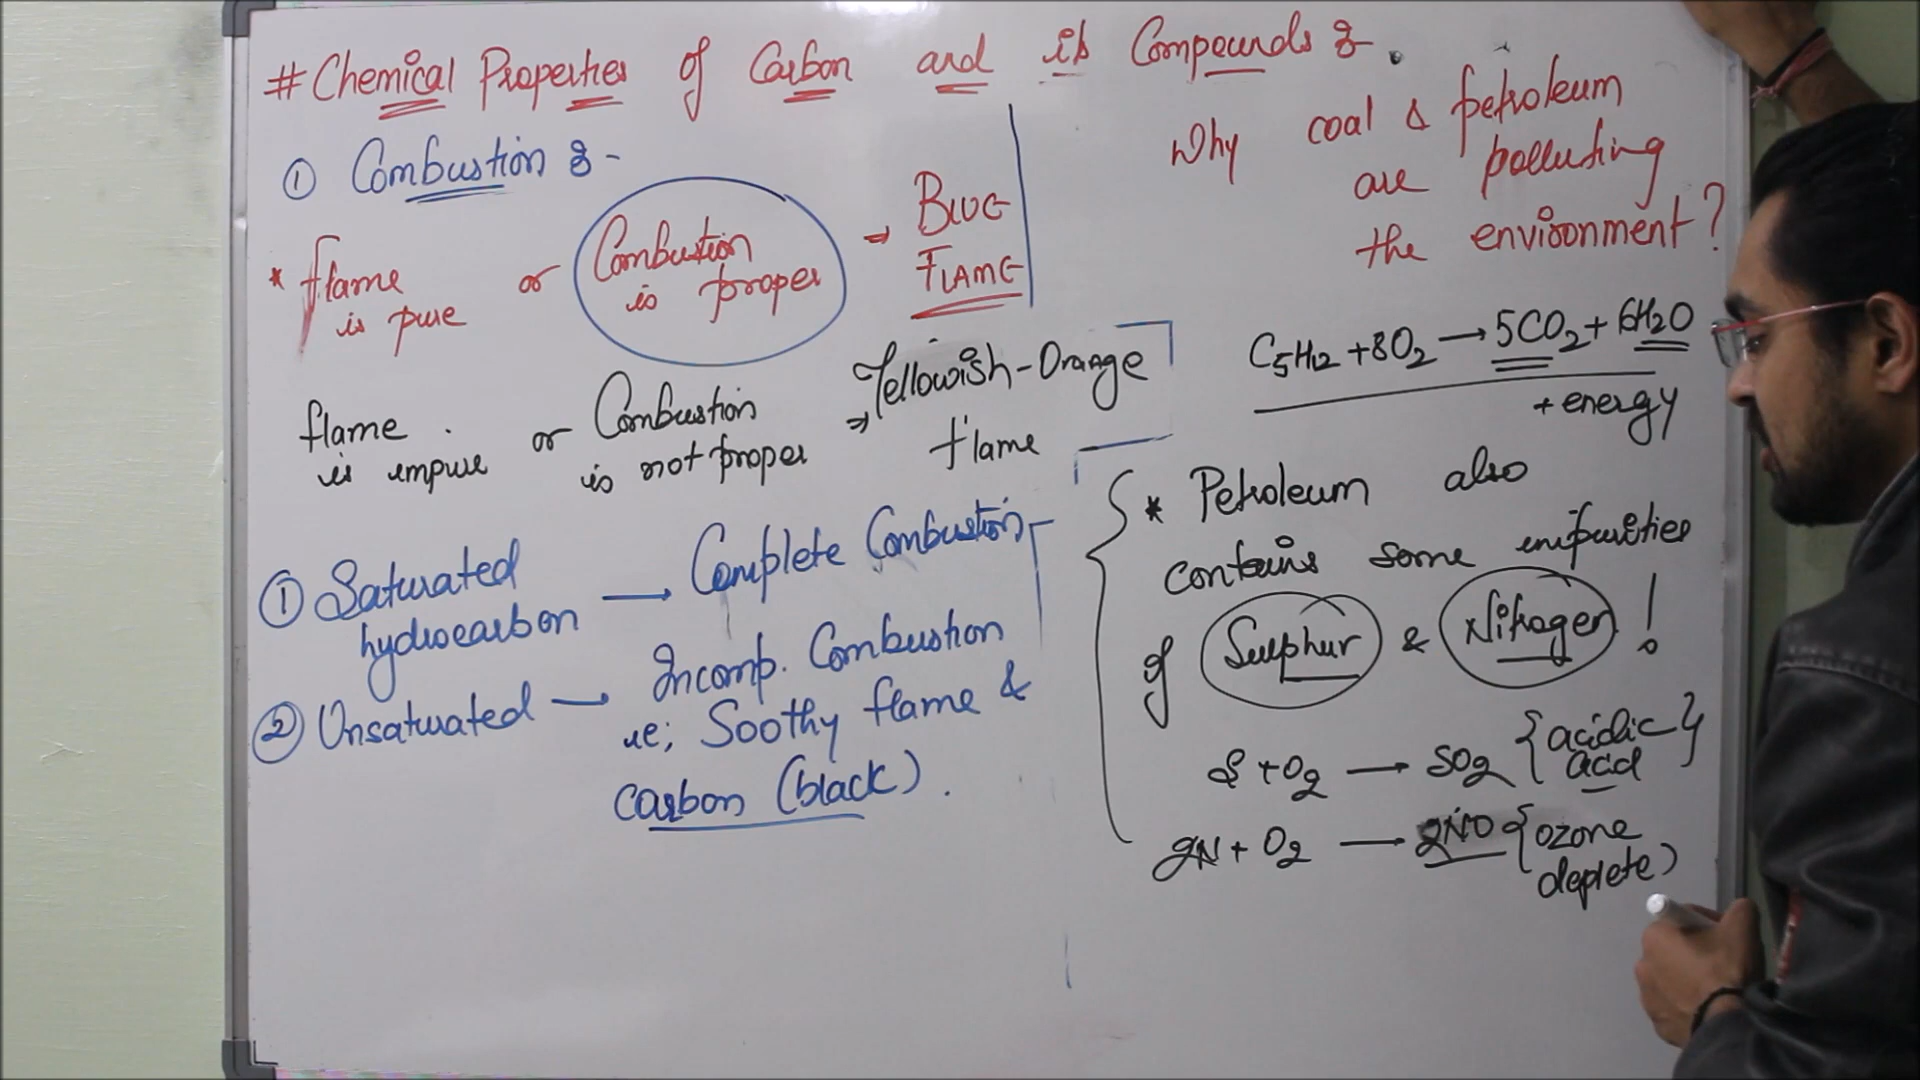 # Chemical Properties of Carbon and its Compounds :-
① Combustion :-
* flame is pure or Combustion is proper → BLUE FLAME
flame is impure or Combustion is not proper ⇒ Yellowish-Orange flame
① Saturated hydrocarbon → Complete Combustion
② Unsaturated → Incomp. Combustion
ie; Soothy flame &
carbon (black).
Why coal & petroleum
are polluting
the environment?
C5H12 + 8O2 → 5CO2 + 6H2O
+ energy
* Petroleum also
contains some impurities
of Sulphur & Nitrogen!
S + O2 → SO2 {acidic acid}
2N + O2 → 2NO {ozone deplete)